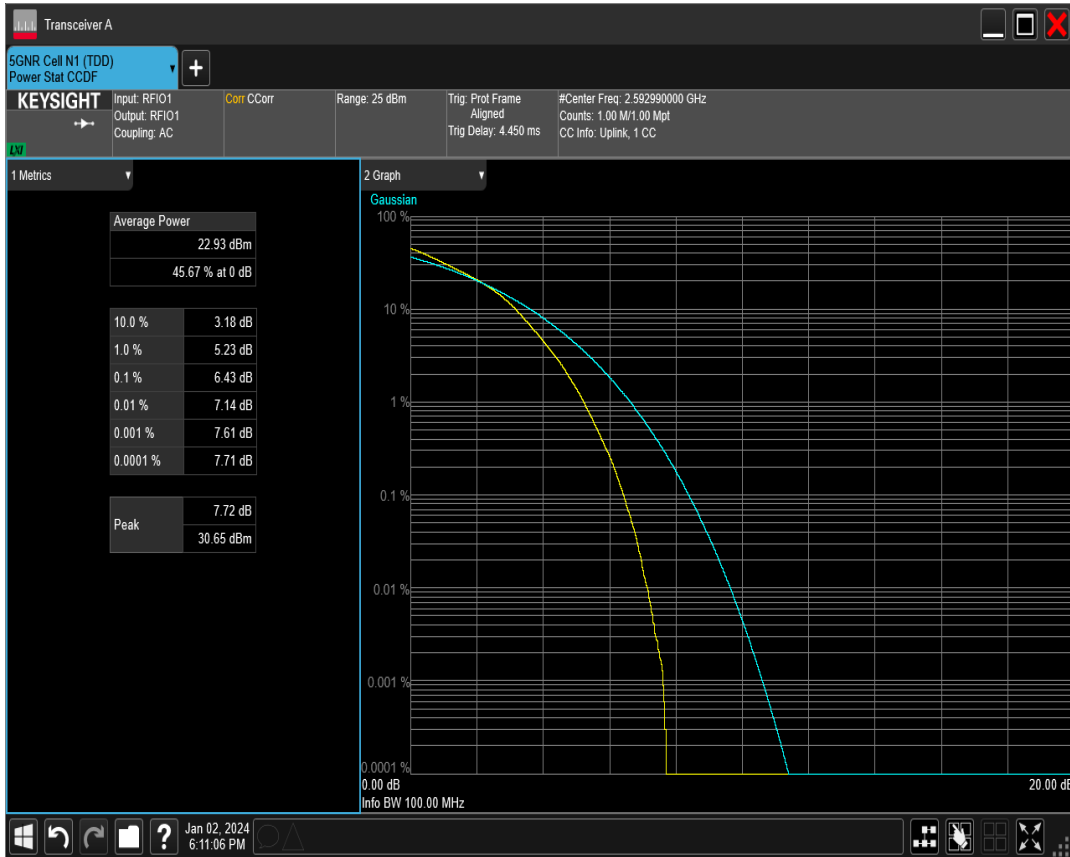 Transceiver A
5GNR Cell N1 (TDD)
Power Stat CCDF
+
KEYSIGHT
LXI
Input: RFIO1
Output: RFIO1
Coupling: AC
Corr CCorr
Range: 25 dBm
Trig: Prot Frame
Aligned
Trig Delay: 4.450 ms
#Center Freq: 2.592990000 GHz
Counts: 1.00 M/1.00 Mpt
CC Info: Uplink, 1 CC
1 Metrics
Average Power
22.93 dBm
45.67 % at 0 dB
10.0 % 3.18 dB
1.0 % 5.23 dB
0.1 % 6.43 dB
0.01 % 7.14 dB
0.001 % 7.61 dB
0.0001 % 7.71 dB
Peak
7.72 dB
30.65 dBm
2 Graph
Gaussian
100 %
10 %
1 %
0.1 %
0.01 %
0.001 %
0.0001 %
0.00 dB 20.00 dB
Info BW 100.00 MHz
?
Jan 02, 2024
6:11:06 PM